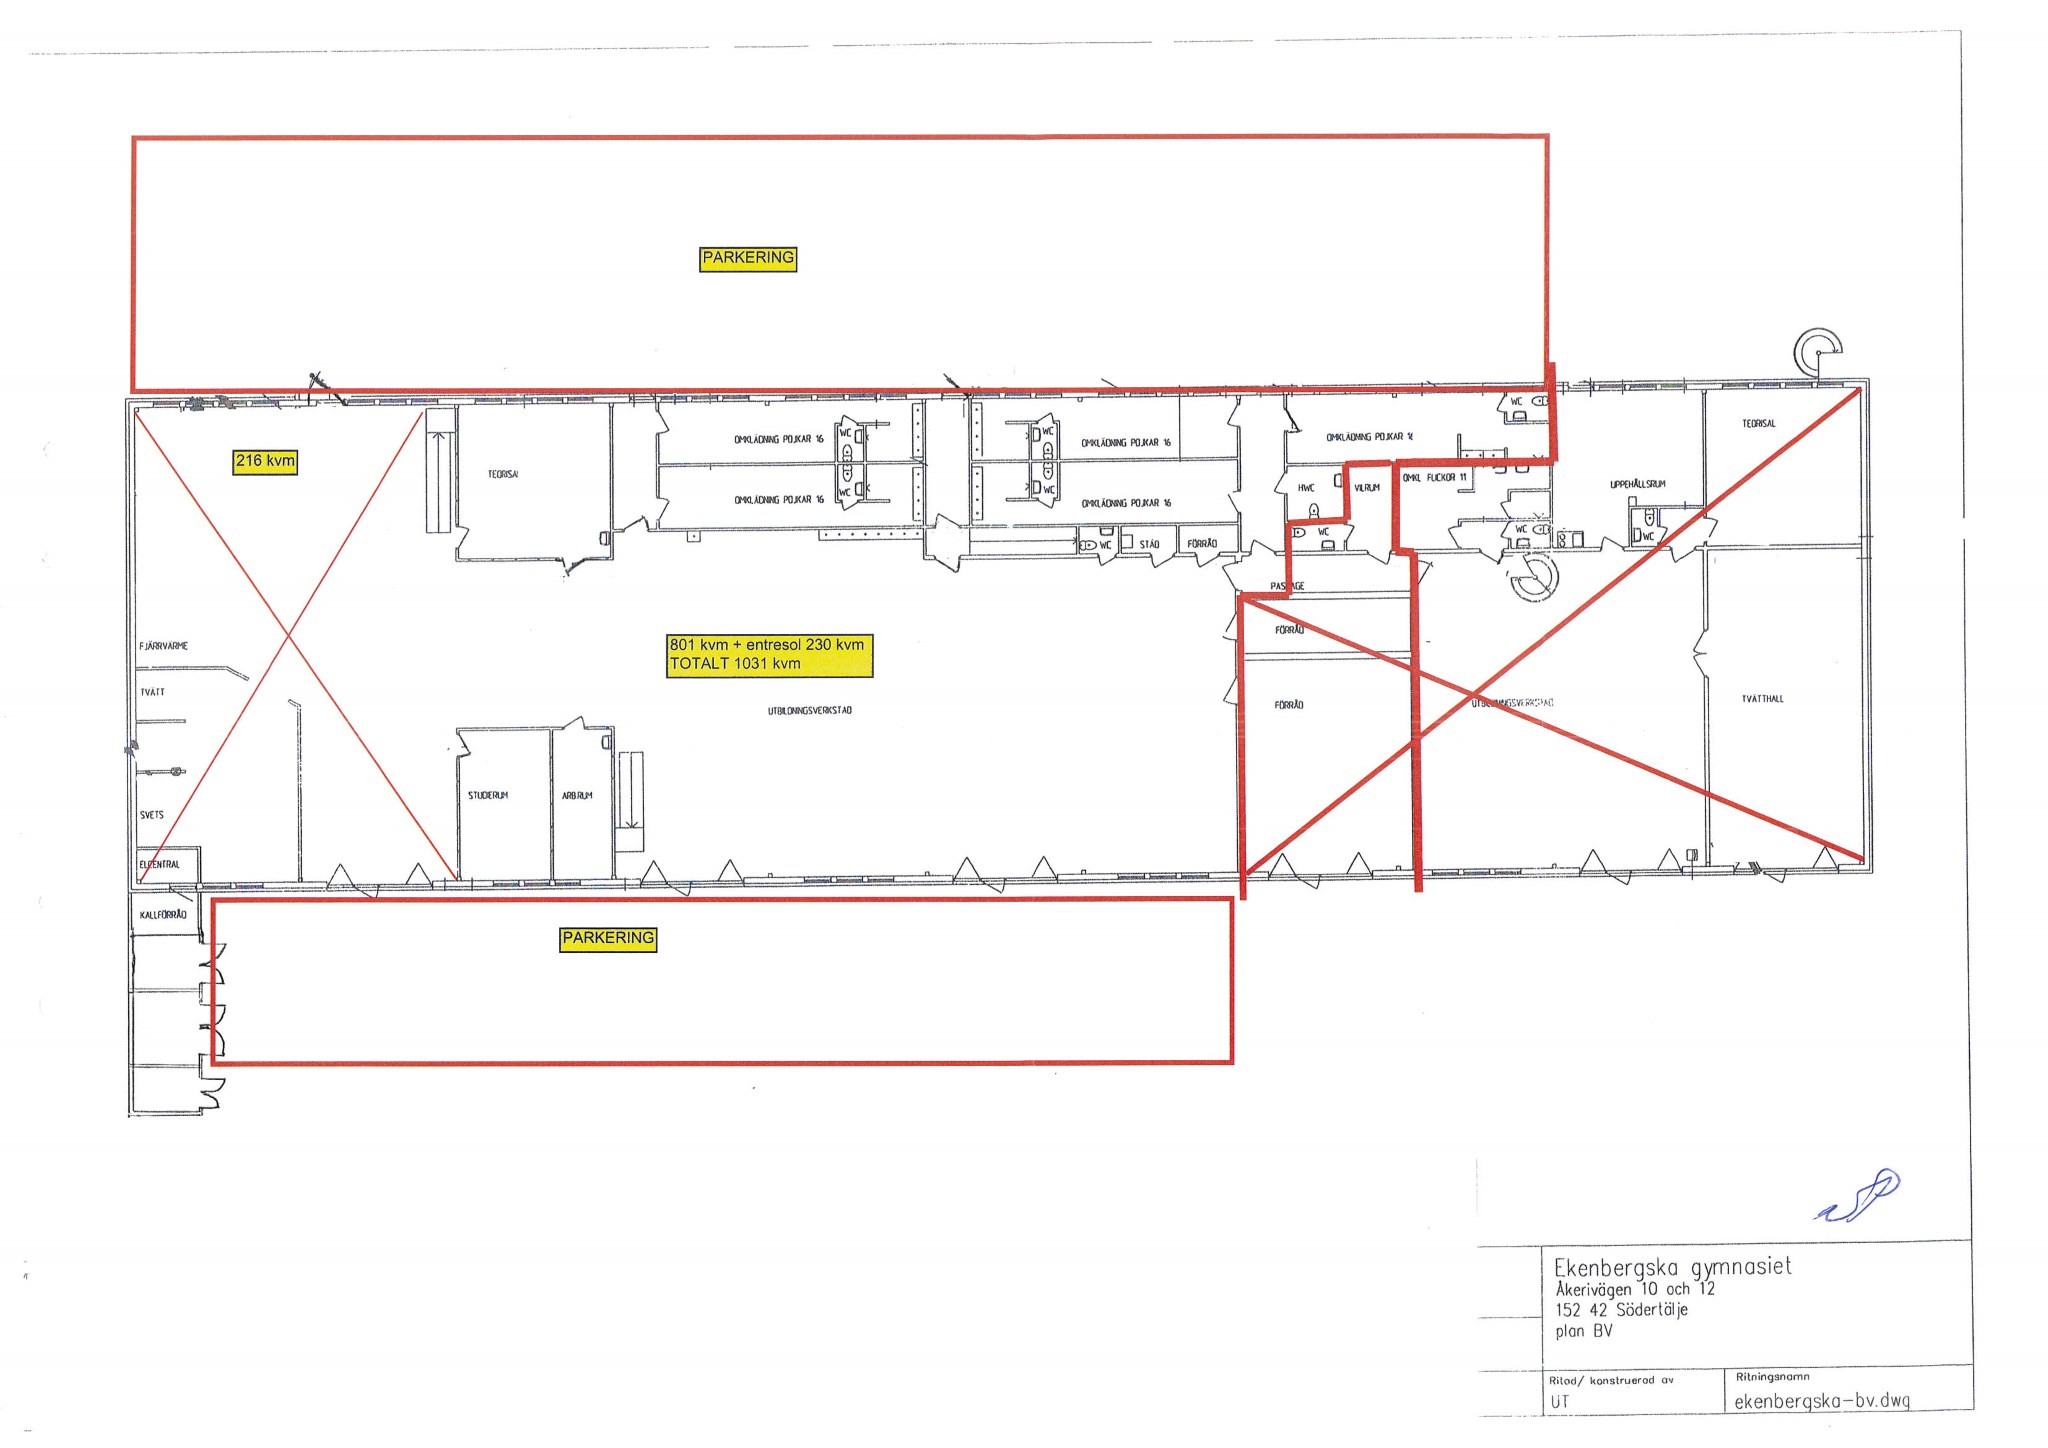 PARKERING
216 kvm
TEORISAL
OMKLÄDNING POJKAR 16
WC
OMKLÄDNING POJKAR 16
WC
WC
OMKLÄDNING POJKAR 16
WC
OMKLÄDNING POJKAR 16
OMKLÄDNING POJKAR 16
WC
HWC
VILRUM
OMKL FLICKOR 11
WC
WC
STÄD
FÖRRÅD
WC
UPPEHÅLLSRUM
WC
TEORISAL
PASSAGE
FÖRRÅD
FÖRRÅD
801 kvm + entresol 230 kvm
TOTALT 1031 kvm
UTBILDNINGSVERKSTAD
UTBILDNINGSVERKSTAD
TVÄTTHALL
FJÄRRVÄRME
TVÄTT
SVETS
ELCENTRAL
STUDIERUM
ARB.RUM
KALLFÖRRÅD
PARKERING
Ekenbergska gymnasiet
Åkerivägen 10 och 12
152 42 Södertälje
plan BV
Ritad/ konstruerad av
UT
Ritningsnamn
ekenbergska-bv.dwg